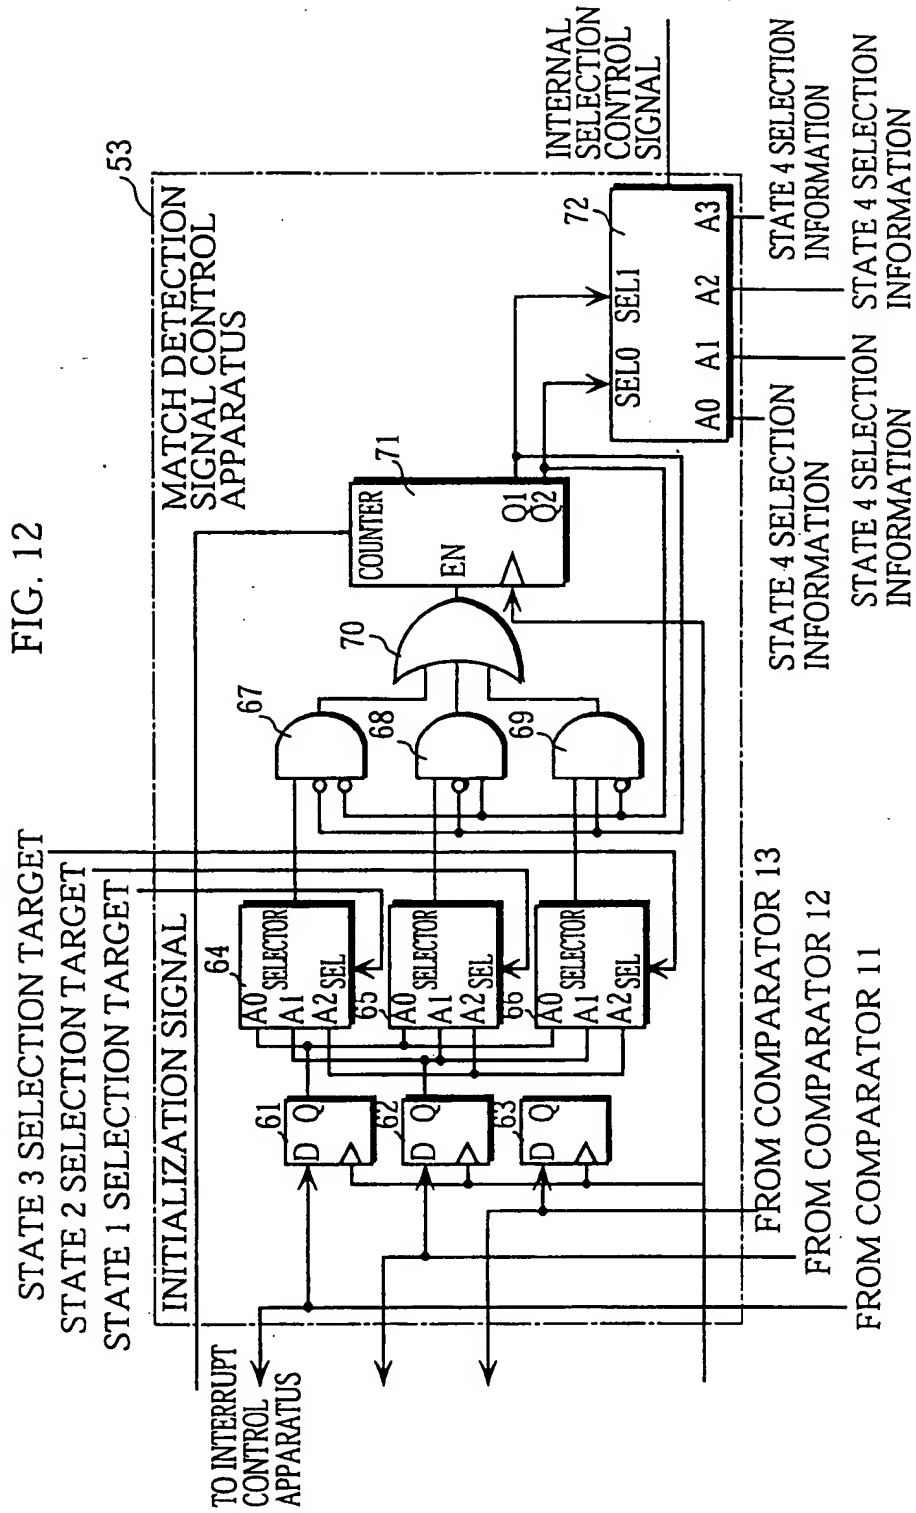 FIG. 12
STATE 3 SELECTION TARGET
STATE 2 SELECTION TARGET
STATE 1 SELECTION TARGET
INITIALIZATION SIGNAL
MATCH DETECTION
SIGNAL CONTROL
APPARATUS
53
TO INTERRUPT
CONTROL
APPARATUS
61
D Q
62
D Q
63
D Q
64
SELECTOR
A0
A1
A2
SEL
65
SELECTOR
A0
A1
A2
SEL
66
SELECTOR
A0
A1
A2
SEL
67
68
69
70
71
COUNTER
EN
Q1
Q2
72
SEL0 SEL1
A0 A1 A2 A3
INTERNAL
SELECTION
CONTROL
SIGNAL
STATE 4 SELECTION
INFORMATION
STATE 4 SELECTION
INFORMATION
STATE 4 SELECTION
INFORMATION
STATE 4 SELECTION
INFORMATION
FROM COMPARATOR 13
FROM COMPARATOR 12
FROM COMPARATOR 11